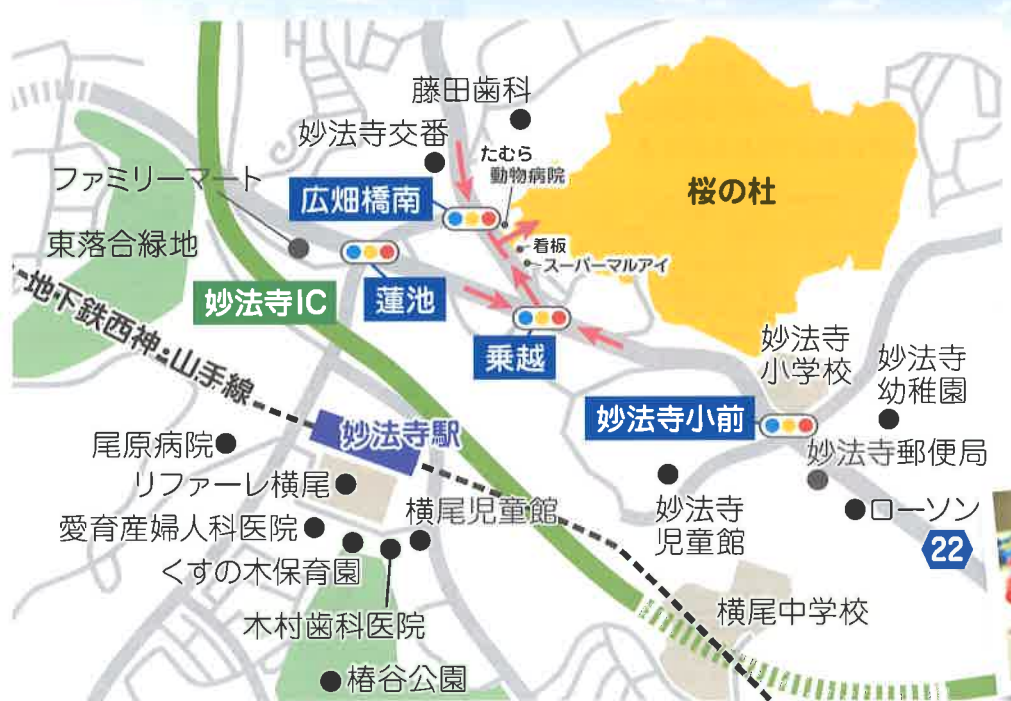 藤田歯科
妙法寺交番
たむら
動物病院
ファミリーマート
広畑橋南
桜の杜
東落合緑地
看板
スーパーマルアイ
妙法寺IC
蓮池
地下鉄西神・山手線
乗越
妙法寺
小学校
妙法寺
幼稚園
妙法寺小前
妙法寺駅
尾原病院
妙法寺郵便局
リファーレ横尾
横尾児童館
妙法寺
児童館
ローソン
愛育産婦人科医院
22
くすの木保育園
木村歯科医院
横尾中学校
椿谷公園